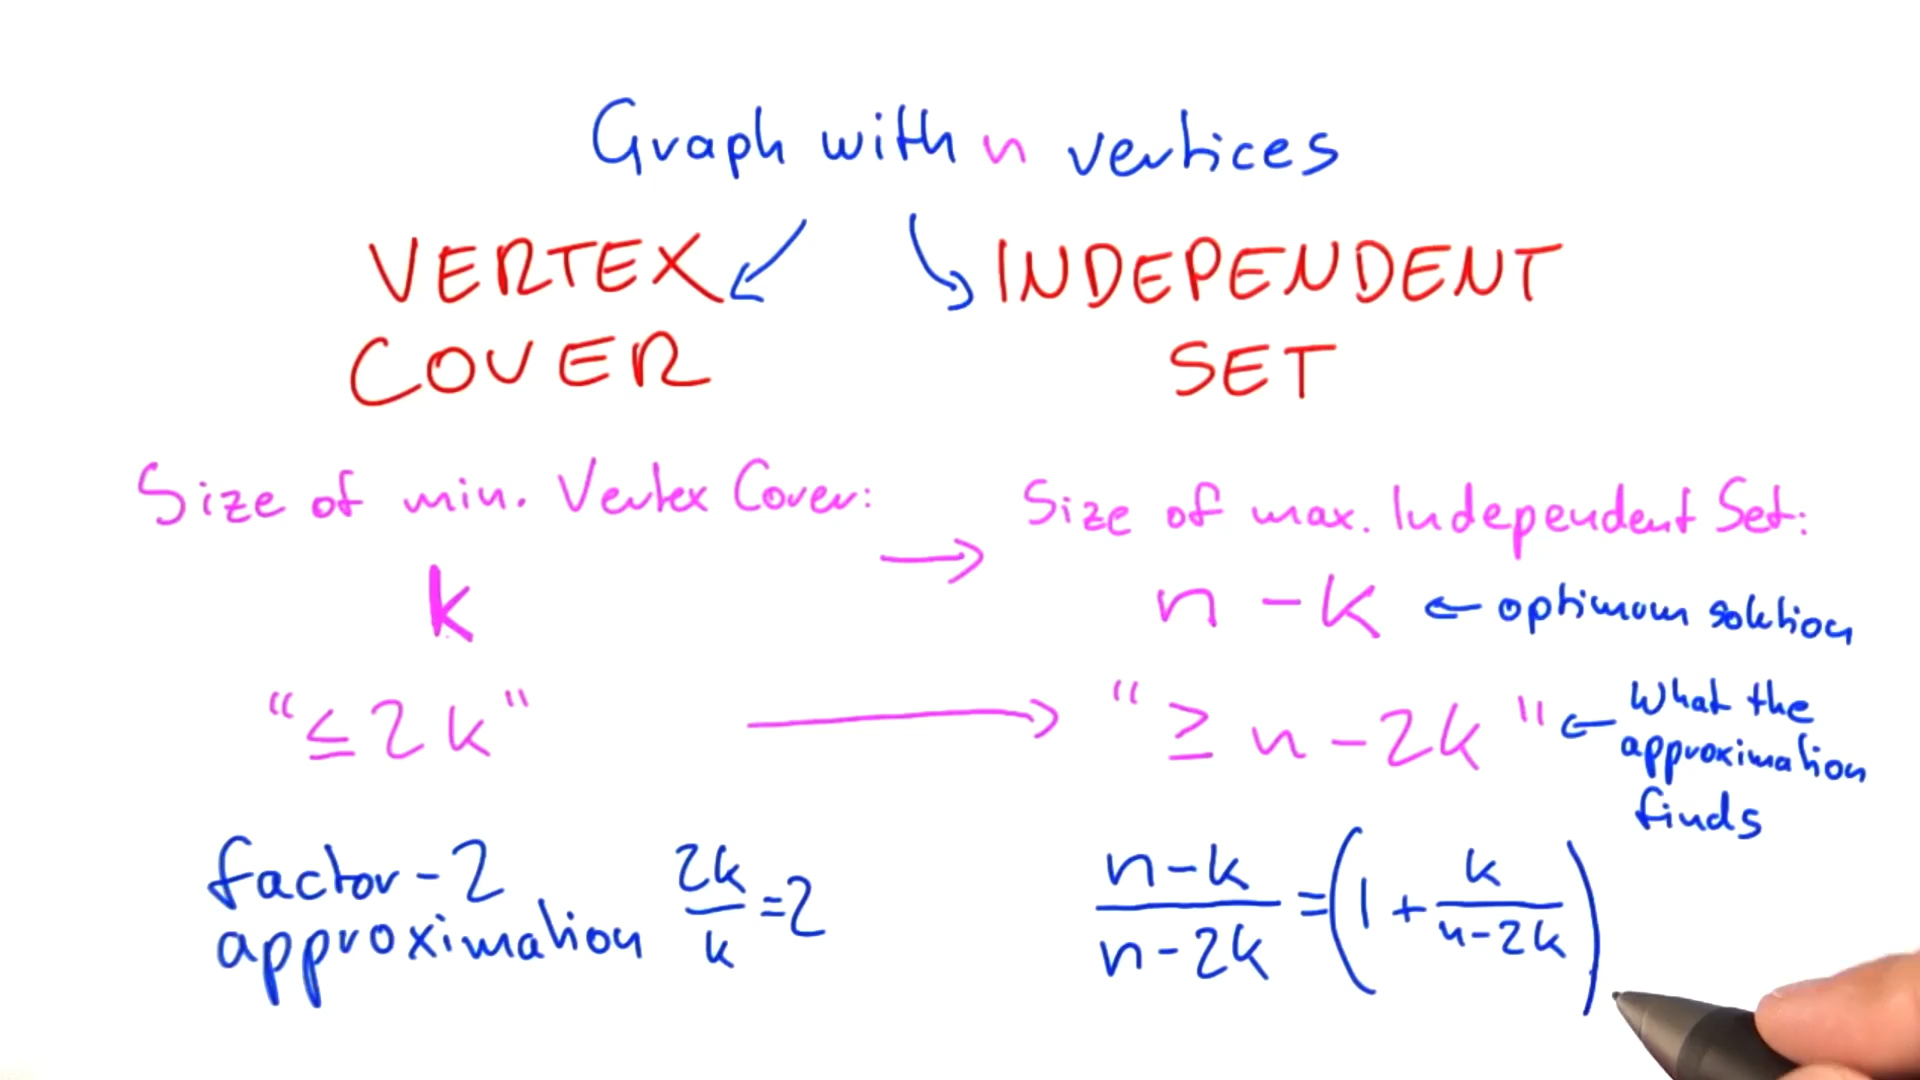 Graph with n vertices
VERTEX
COVER
INDEPENDENT
SET
Size of min. Vertex Cover:
k
"≤ 2k"
factor-2
approximation
2k/k = 2
Size of max. Independent Set:
n - k ← optimum solution
"≥ n - 2k" ← What the
approximation
finds
(n-k)/(n-2k) = (1 + k/(n-2k))